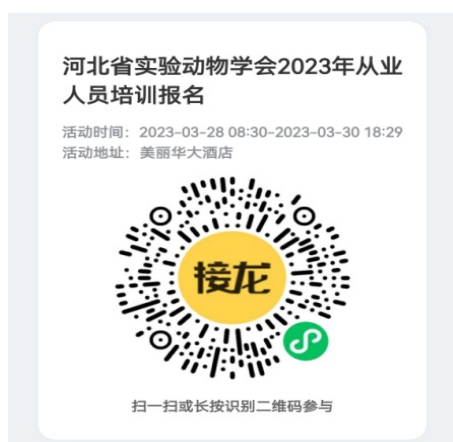 河北省实验动物学会2023年从业
人员培训报名
活动时间：2023-03-28 08:30-2023-03-30 18:29
活动地址：美丽华大酒店
接龙
扫一扫或长按识别二维码参与